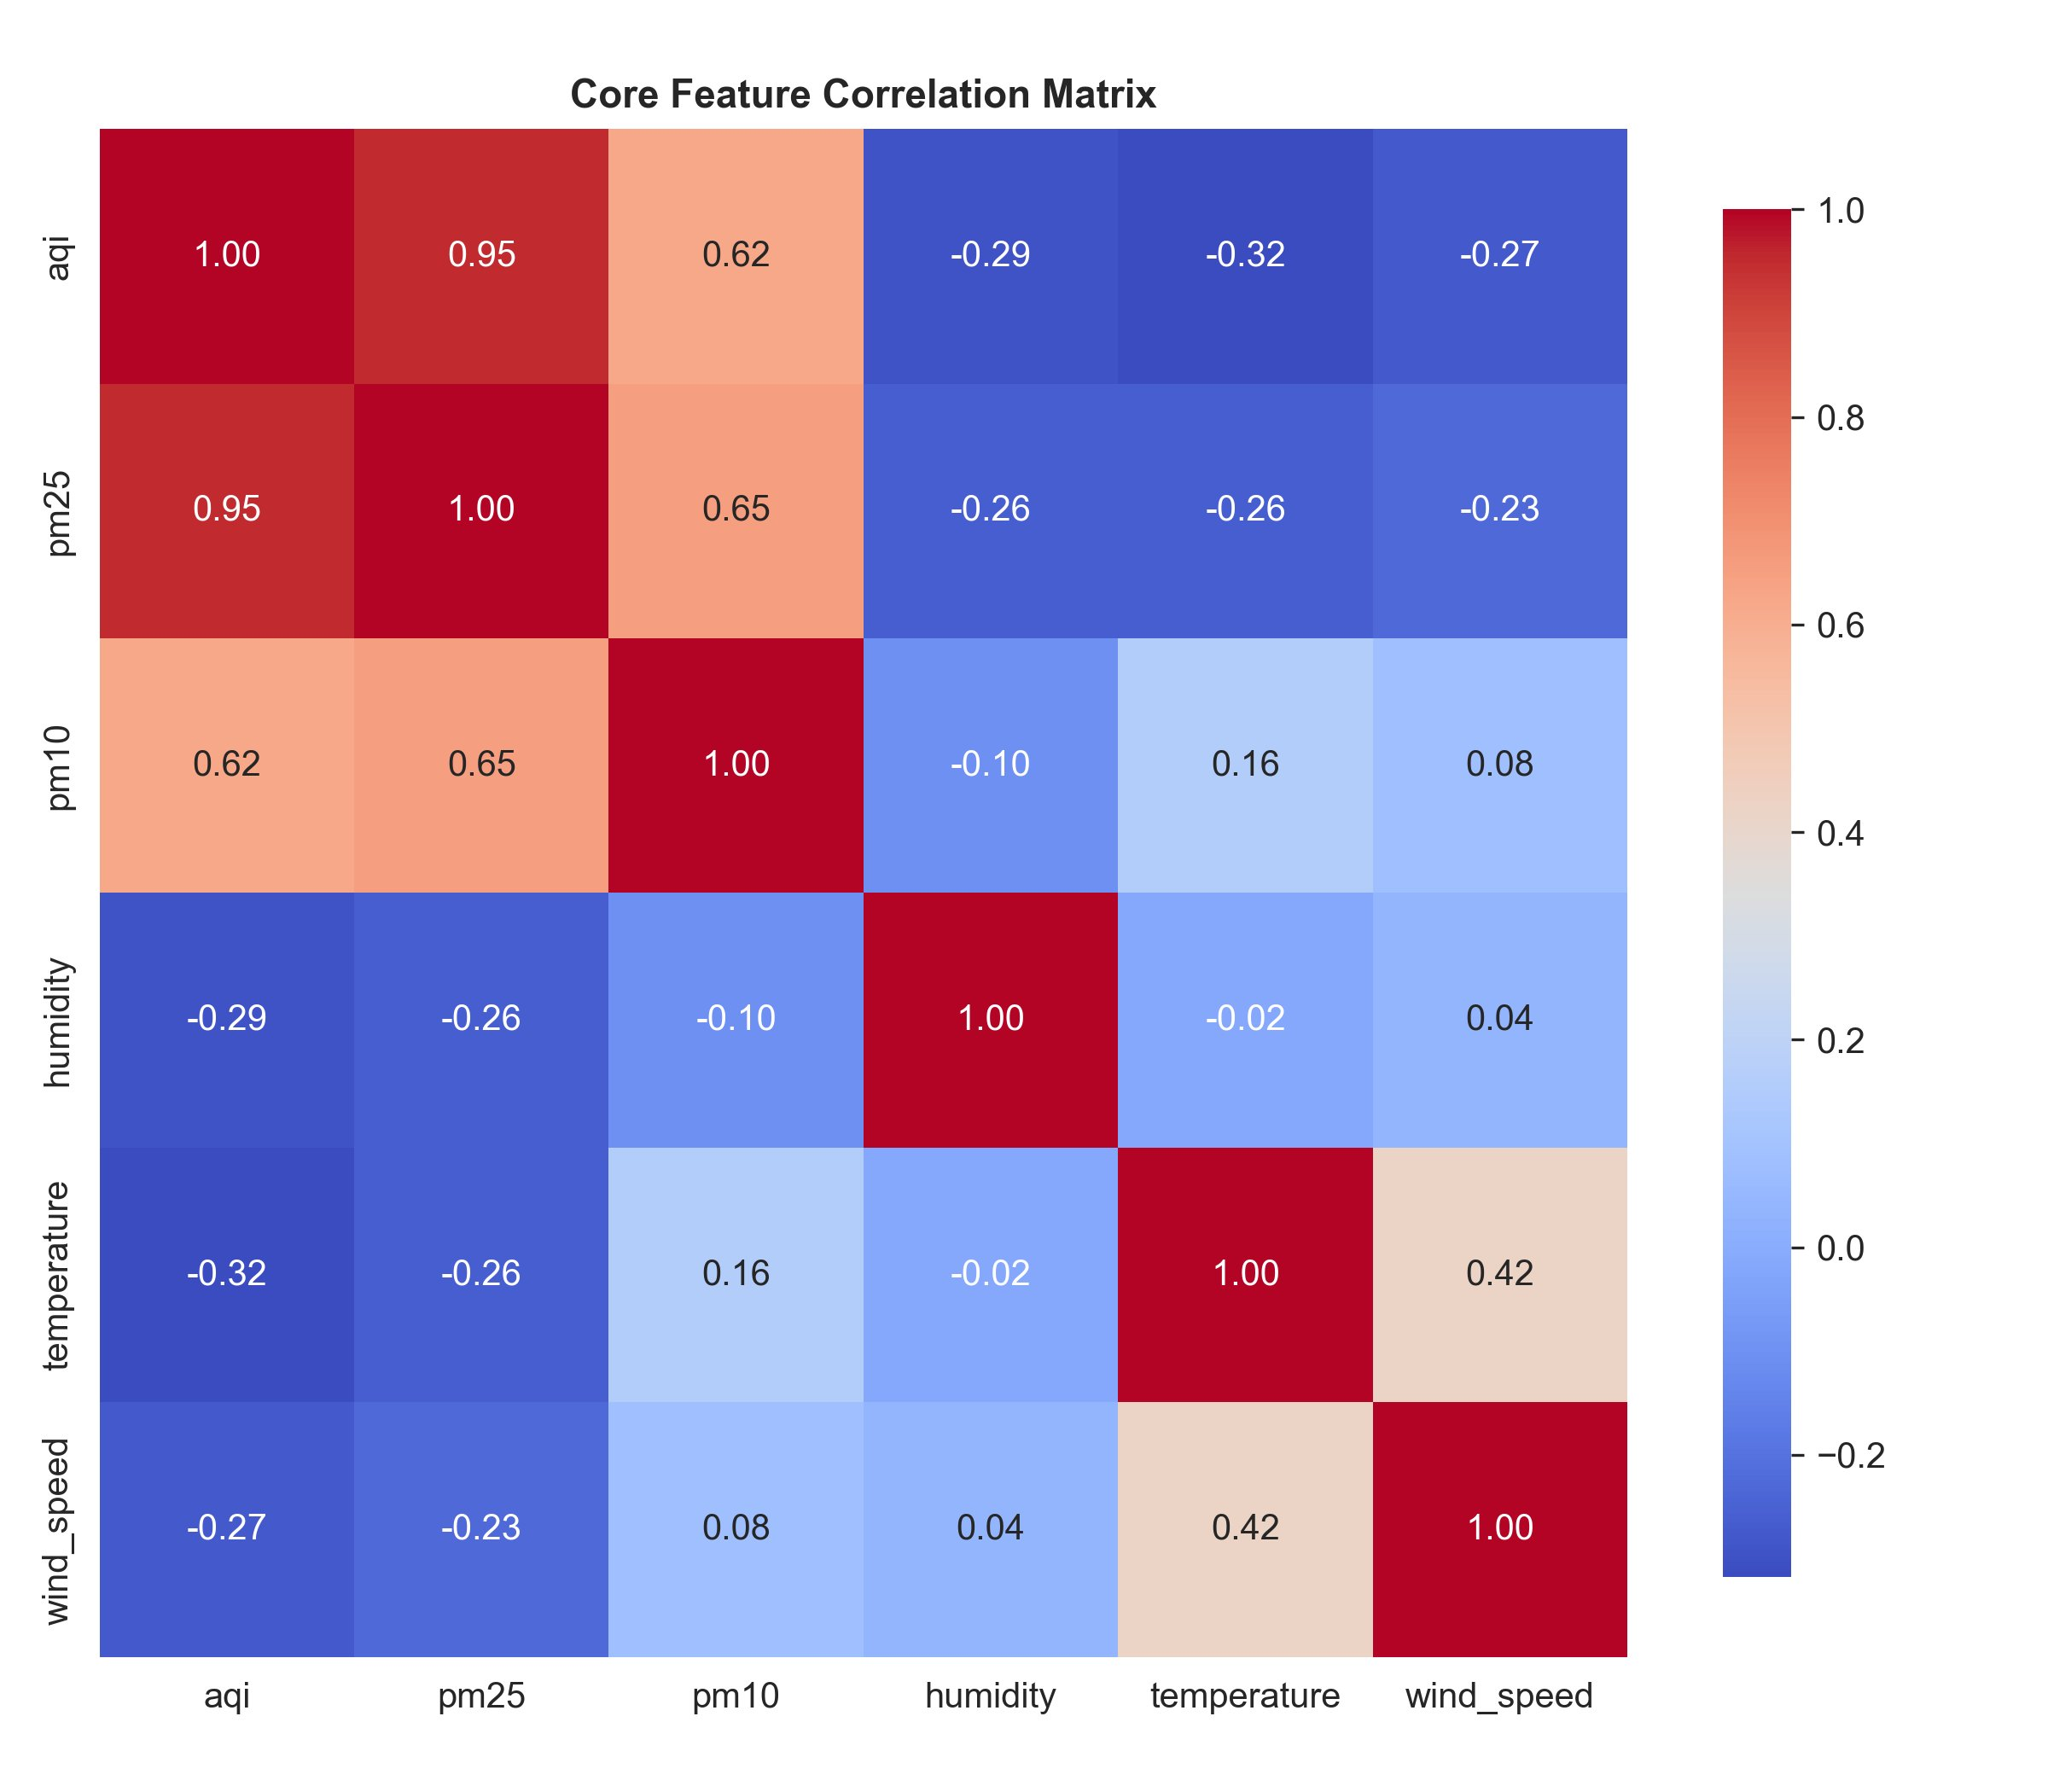 Core Feature Correlation Matrix
aqi 1.00 0.95 0.62 -0.29 -0.32 -0.27
pm25 0.95 1.00 0.65 -0.26 -0.26 -0.23
pm10 0.62 0.65 1.00 -0.10 0.16 0.08
humidity -0.29 -0.26 -0.10 1.00 -0.02 0.04
temperature -0.32 -0.26 0.16 -0.02 1.00 0.42
wind_speed -0.27 -0.23 0.08 0.04 0.42 1.00
aqi pm25 pm10 humidity temperature wind_speed
1.0
0.8
0.6
0.4
0.2
0.0
−0.2